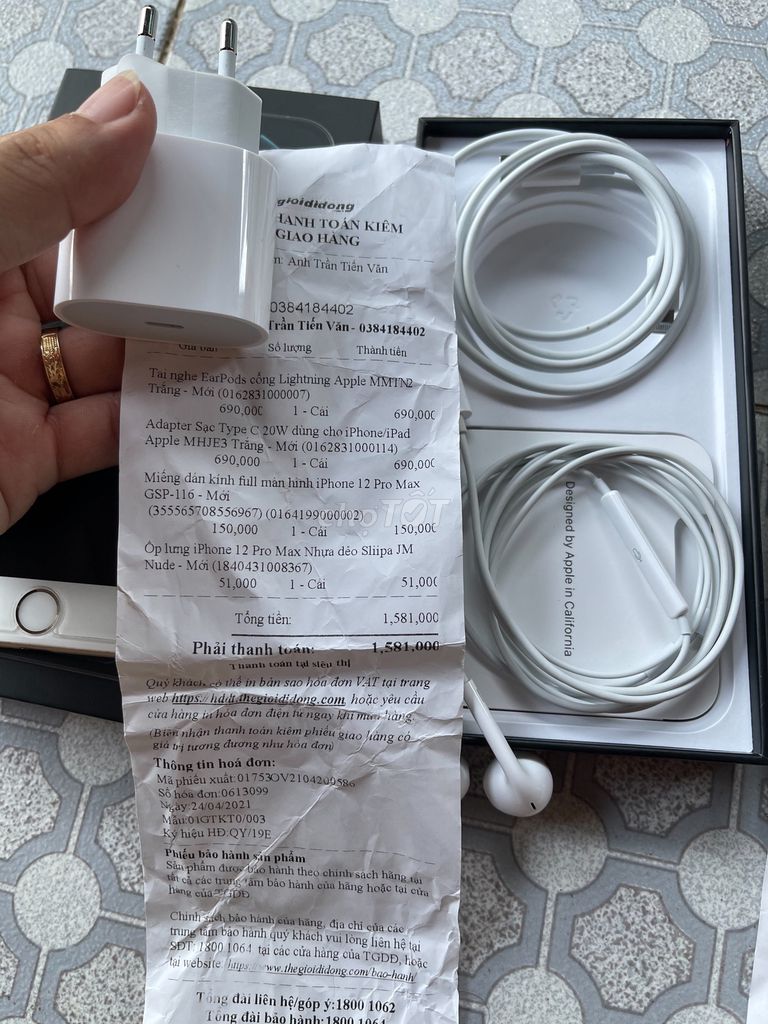 gioididong
HANH TOÁN KIÊM
GIAO HÀNG
n: Anh Trần Tiến Văn
0384184402
Trần Tiến Văn - 0384184402
Giá bán Số lượng Thành tiền
Tai nghe EarPods cổng Lightning Apple MMTN2
Trắng - Mới (0162831000007)
690,000 1 - Cái 690,000
Adapter Sạc Type C 20W dùng cho iPhone/iPad
Apple MHJE3 Trắng - Mới (0162831000114)
690,000 1 - Cái 690,000
Miếng dán kính full màn hình iPhone 12 Pro Max
GSP-116 - Mới
(355565708556967) (0164199000002)
150,000 1 - Cái 150,000
Ốp lưng iPhone 12 Pro Max Nhựa dẻo Sliipa JM
Nude - Mới (1840431008367)
51,000 1 - Cái 51,000
Tổng tiền: 1,581,000
Phải thanh toán: 1,581,000
Thanh toán tại siêu thị
Quý khách có thể in bản sao hóa đơn VAT tại trang
web https://hddt.thegioididong.com, hoặc yêu cầu
cửa hàng in hóa đơn điện tử ngay khi mua hàng.
(Biên nhận thanh toán kiêm phiếu giao hàng có
giá trị tương đương như hóa đơn)
Thông tin hoá đơn:
Mã phiếu xuất: 01753OV2104209586
Số hóa đơn:0613099
Ngày:24/04/2021
Mẫu:01GTKT0/003
Ký hiệu HĐ:QY/19E
Phiếu bảo hành sản phẩm
Sản phẩm được bảo hành theo chính sách hãng tại
tất cả các trung tâm bảo hành của hãng hoặc tại cửa
hàng của TGDĐ
Chính sách bảo hành của hãng, địa chỉ của các
trung tâm bảo hành quý khách vui lòng liên hệ tại
SĐT: 1800 1064 tại các cửa hàng của TGDĐ, hoặc
tại website: https://www.thegioididong.com/bao-hanh/
Tổng đài liên hệ/góp ý:1800 1062
Tổng đài bảo hành:1800 1064
Designed by Apple in California
chợTỐT